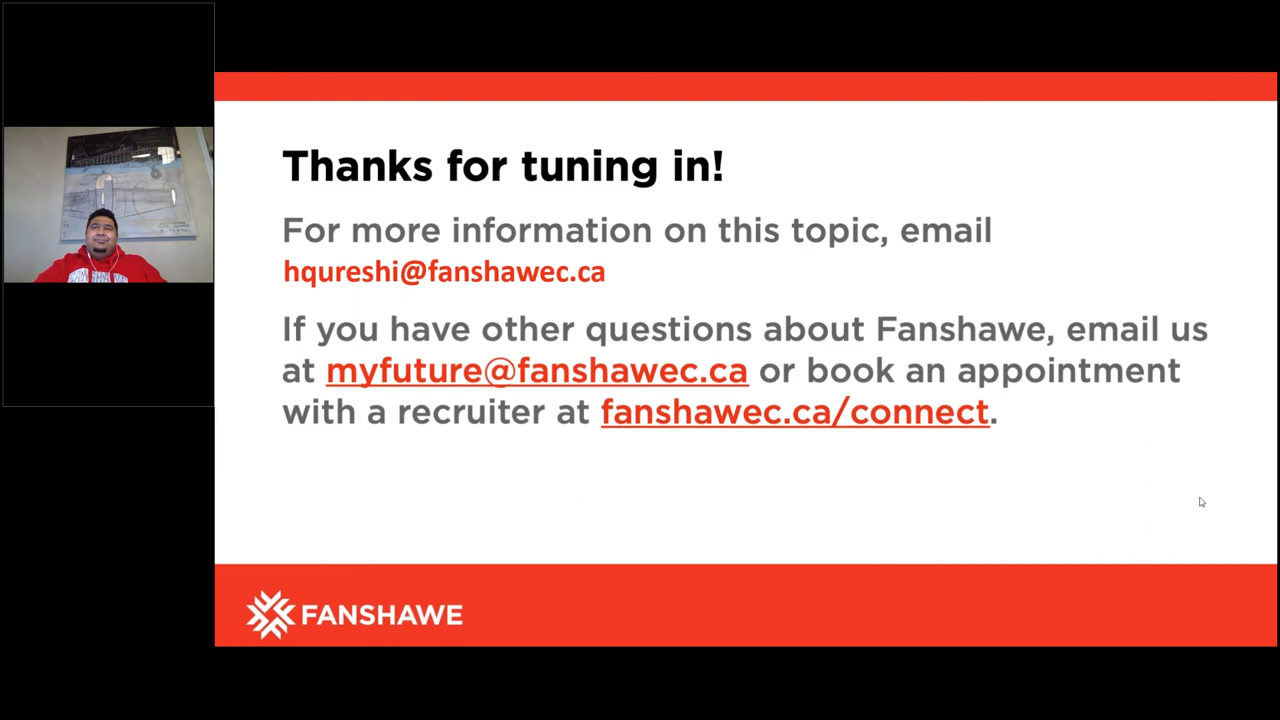 Thanks for tuning in!
For more information on this topic, email
hqureshi@fanshawec.ca
If you have other questions about Fanshawe, email us
at myfuture@fanshawec.ca or book an appointment
with a recruiter at fanshawec.ca/connect.
FANSHAWE